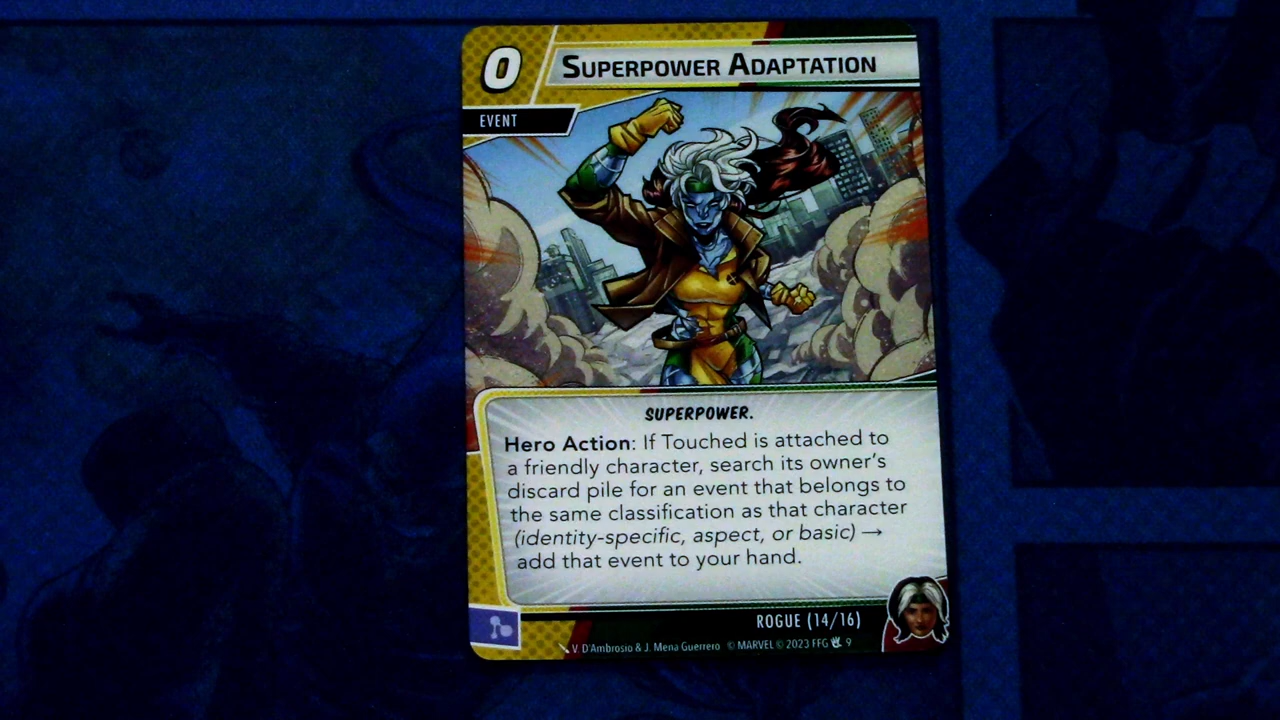 0
SUPERPOWER ADAPTATION
EVENT
SUPERPOWER.
Hero Action: If Touched is attached to
a friendly character, search its owner's
discard pile for an event that belongs to
the same classification as that character
(identity-specific, aspect, or basic) →
add that event to your hand.
ROGUE (14/16)
V. D'Ambrosio & J. Mena Guerrero © MARVEL © 2023 FFG 9